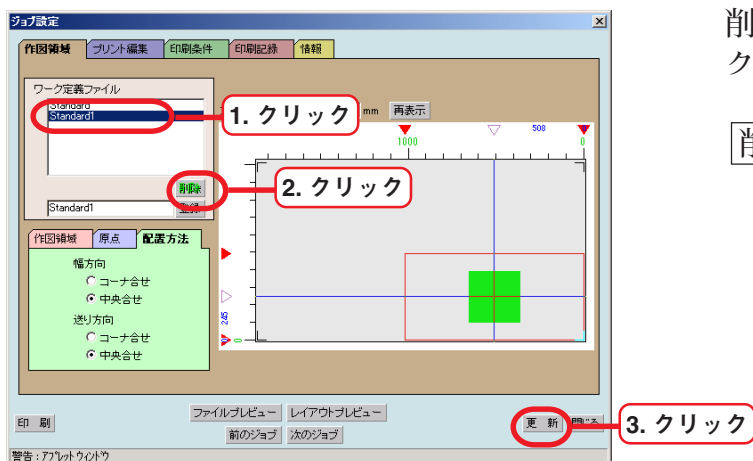 ジョブ設定
作図領域 プリント編集 印刷条件 印刷記録 情報
ワーク定義ファイル
Standard
Standard1
1. クリック
mm 再表示
508
1000 0
削除
2. クリック
Standard1 登録
作図領域 原点 配置方法
幅方向
コーナ合せ
中央合せ
送り方向
コーナ合せ
中央合せ
245
0
0
印 刷
ファイルプレビュー レイアウトプレビュー
前のジョブ 次のジョブ
更 新 閉じる
3. クリック
警告 : アプレット ウィンドウ
削
ク
削